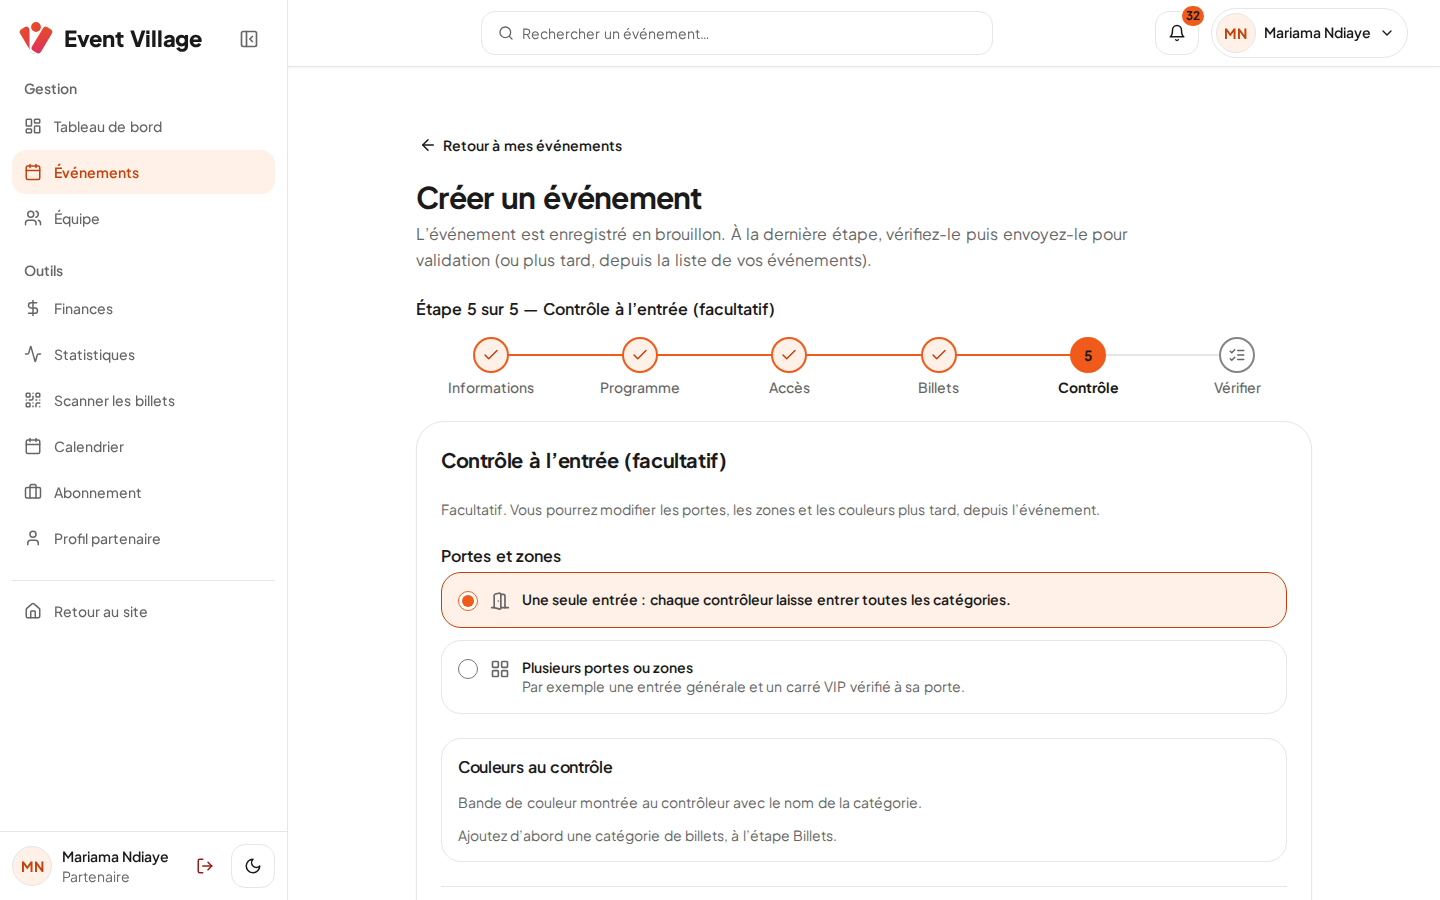 Event Village
Rechercher un événement…
32
MN
Mariama Ndiaye
Gestion
Tableau de bord
Événements
Équipe
Outils
Finances
Statistiques
Scanner les billets
Calendrier
Abonnement
Profil partenaire
Retour au site
MN
Mariama Ndiaye
Partenaire
Retour à mes événements
Créer un événement
L’événement est enregistré en brouillon. À la dernière étape, vérifiez-le puis envoyez-le pour
validation (ou plus tard, depuis la liste de vos événements).
Étape 5 sur 5 — Contrôle à l’entrée (facultatif)
5
Informations
Programme
Accès
Billets
Contrôle
Vérifier
Contrôle à l’entrée (facultatif)
Facultatif. Vous pourrez modifier les portes, les zones et les couleurs plus tard, depuis l’événement.
Portes et zones
Une seule entrée : chaque contrôleur laisse entrer toutes les catégories.
Plusieurs portes ou zones
Par exemple une entrée générale et un carré VIP vérifié à sa porte.
Couleurs au contrôle
Bande de couleur montrée au contrôleur avec le nom de la catégorie.
Ajoutez d’abord une catégorie de billets, à l’étape Billets.